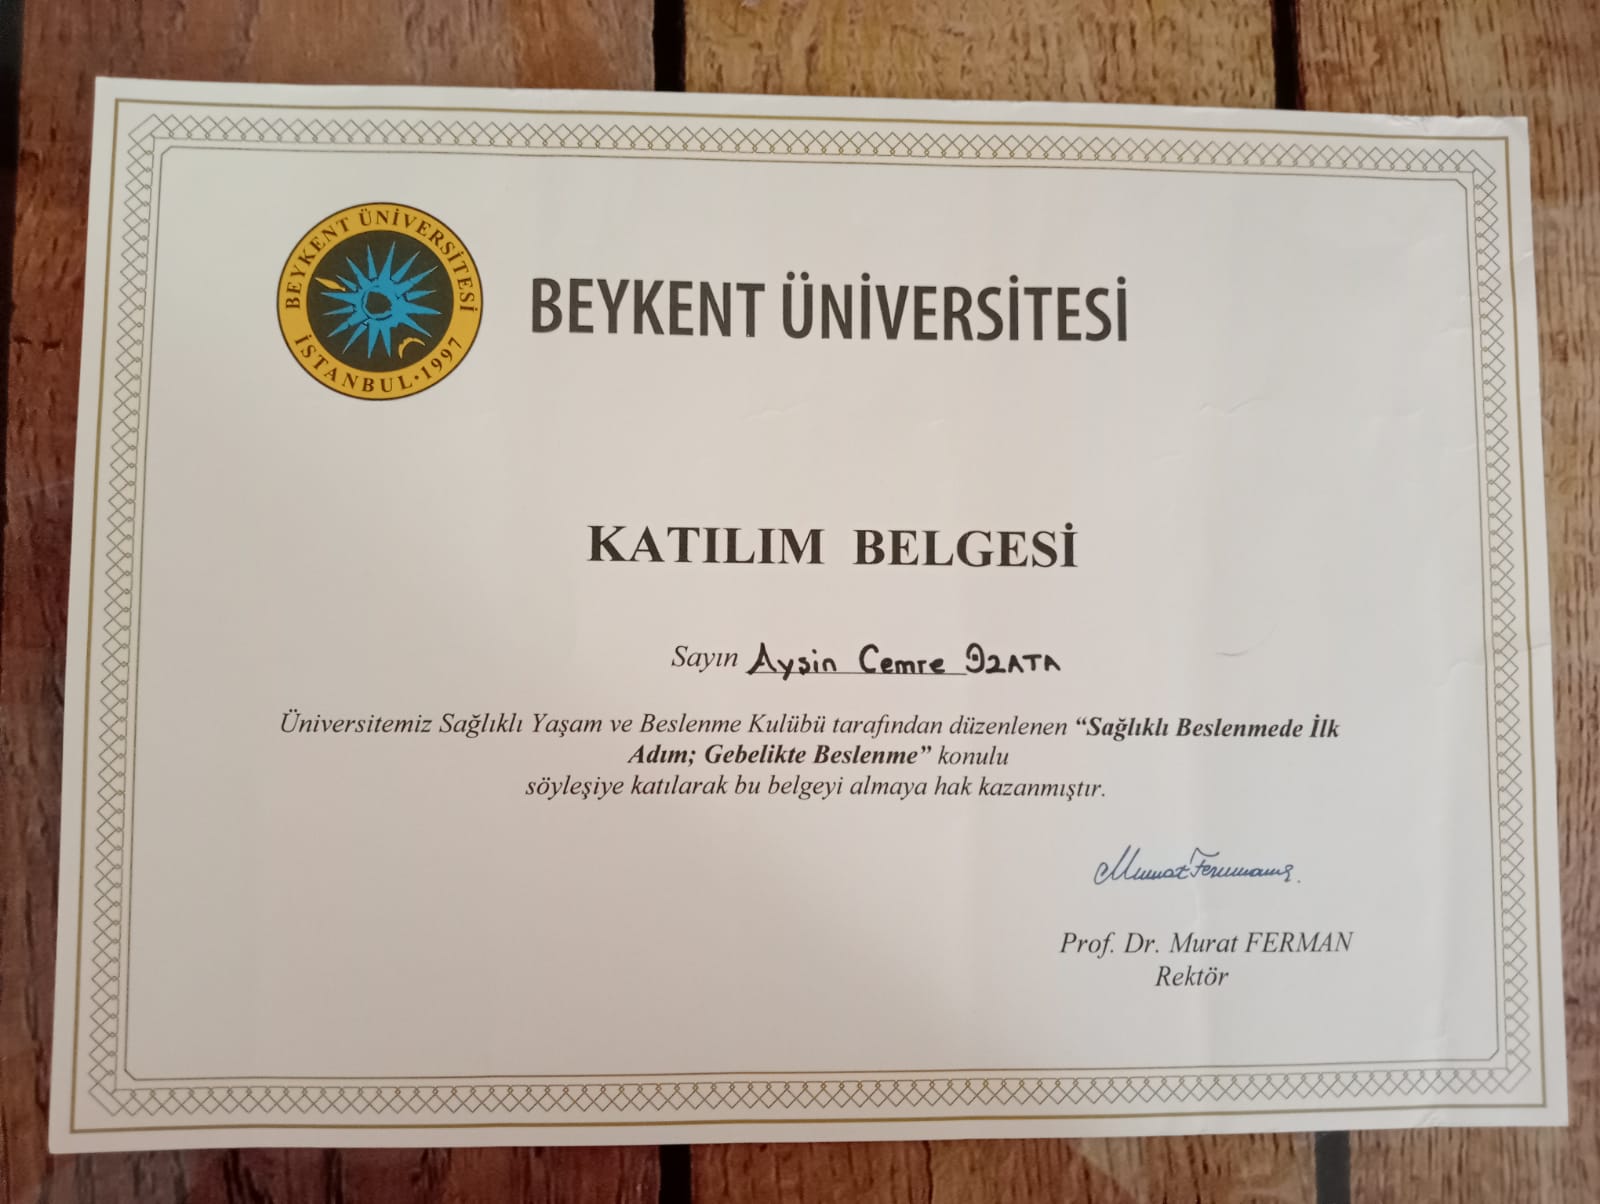 BEYKENT ÜNİVERSİTESİ
İSTANBUL·1997
BEYKENT ÜNİVERSİTESİ
KATILIM BELGESİ
Sayın Ayşin Cemre
Üniversitemiz Sağlıklı Yaşam ve Beslenme Kulübü tarafından düzenlenen “Sağlıklı Beslenmede İlk
Adım; Gebelikte Beslenme” konulu
söyleşiye katılarak bu belgeyi almaya hak kazanmıştır.
Murat Ferman
Prof. Dr. Murat FERMAN
Rektör